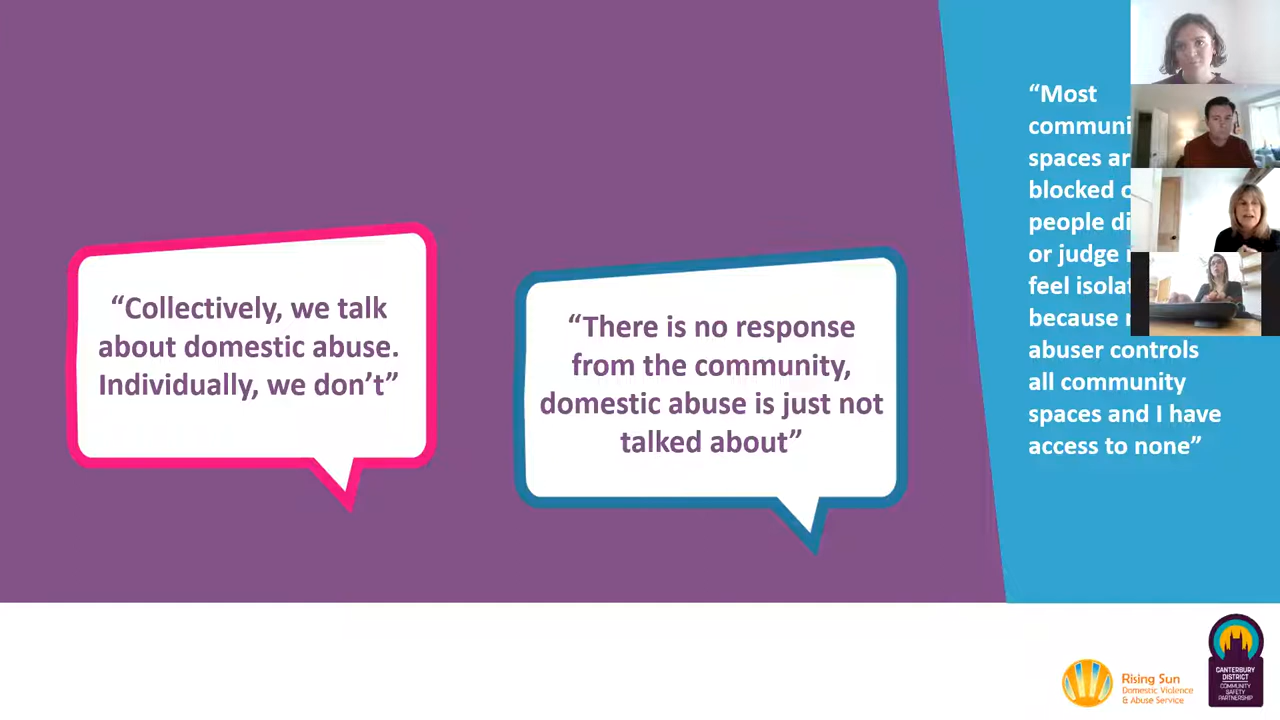 “Collectively, we talk
about domestic abuse.
Individually, we don’t”
“There is no response
from the community,
domestic abuse is just not
talked about”
“Most
spaces
blocked
people
or judge
feel
because
abuser controls
all community
spaces and I have
access to none”
Rising Sun
Domestic Violence
& Abuse Service
CANTERBURY
DISTRICT
COMMUNITY
SAFETY
PARTNERSHIP